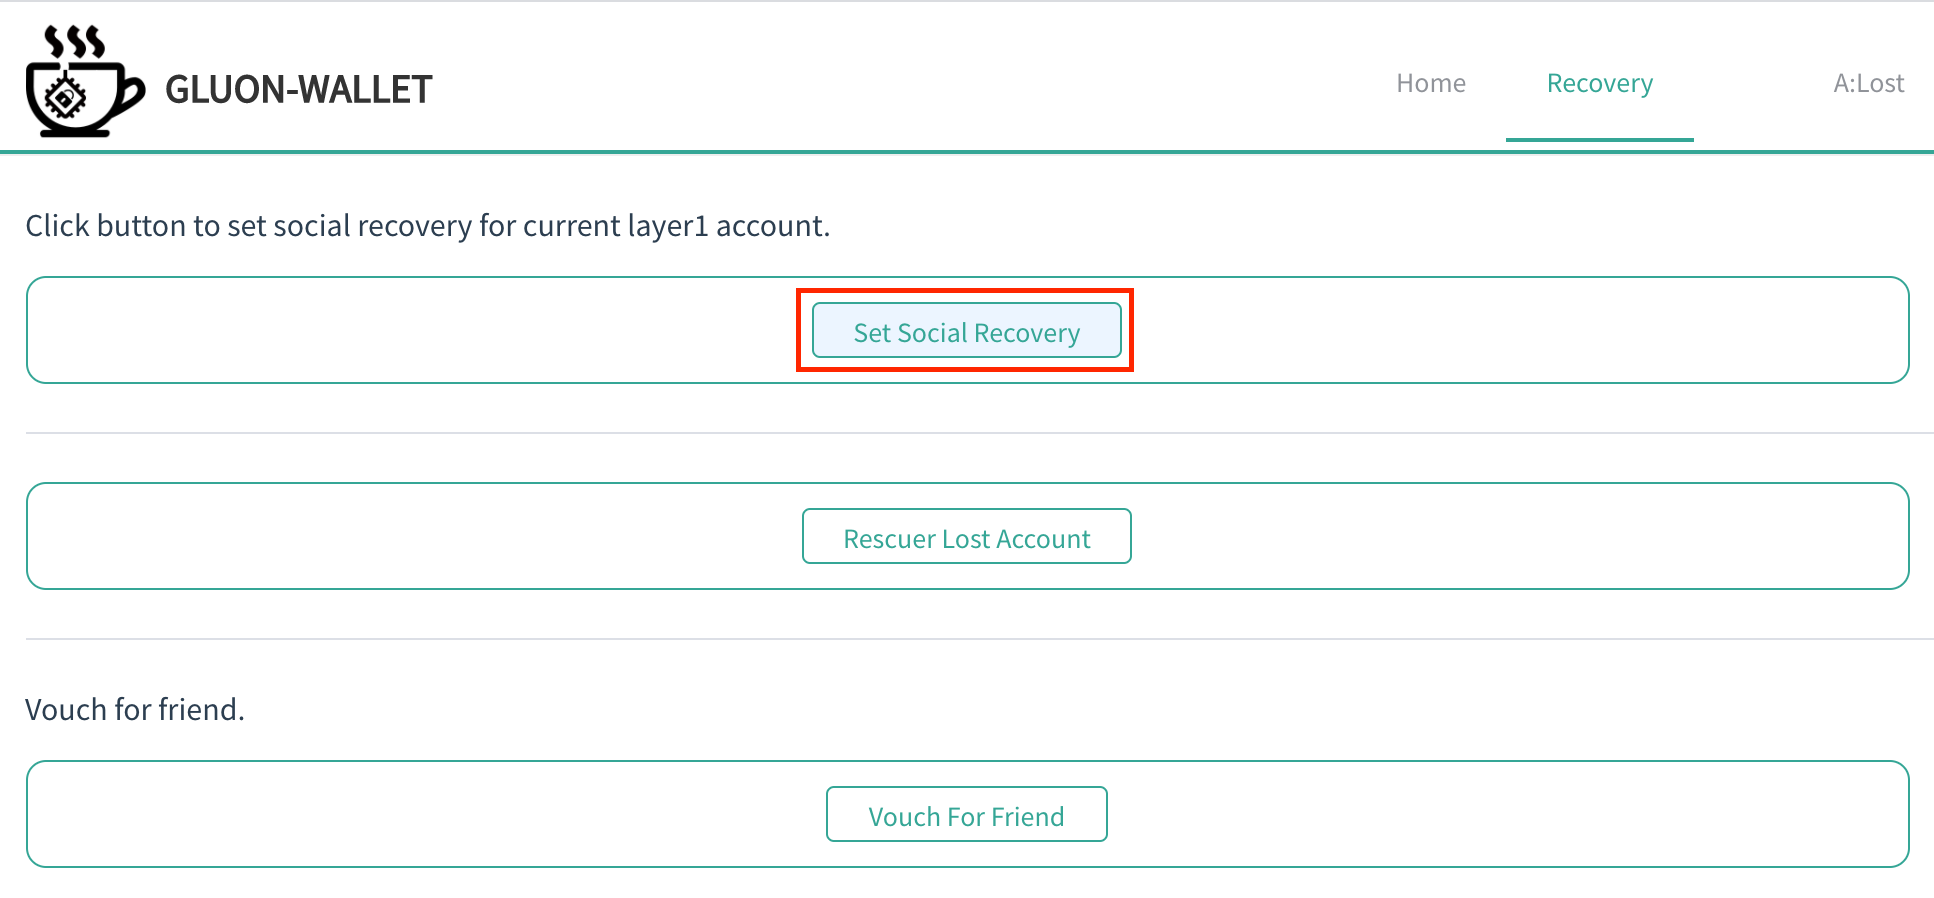 GLUON-WALLET
Home
Recovery
A:Lost
Click button to set social recovery for current layer1 account.
Set Social Recovery
Rescuer Lost Account
Vouch for friend.
Vouch For Friend